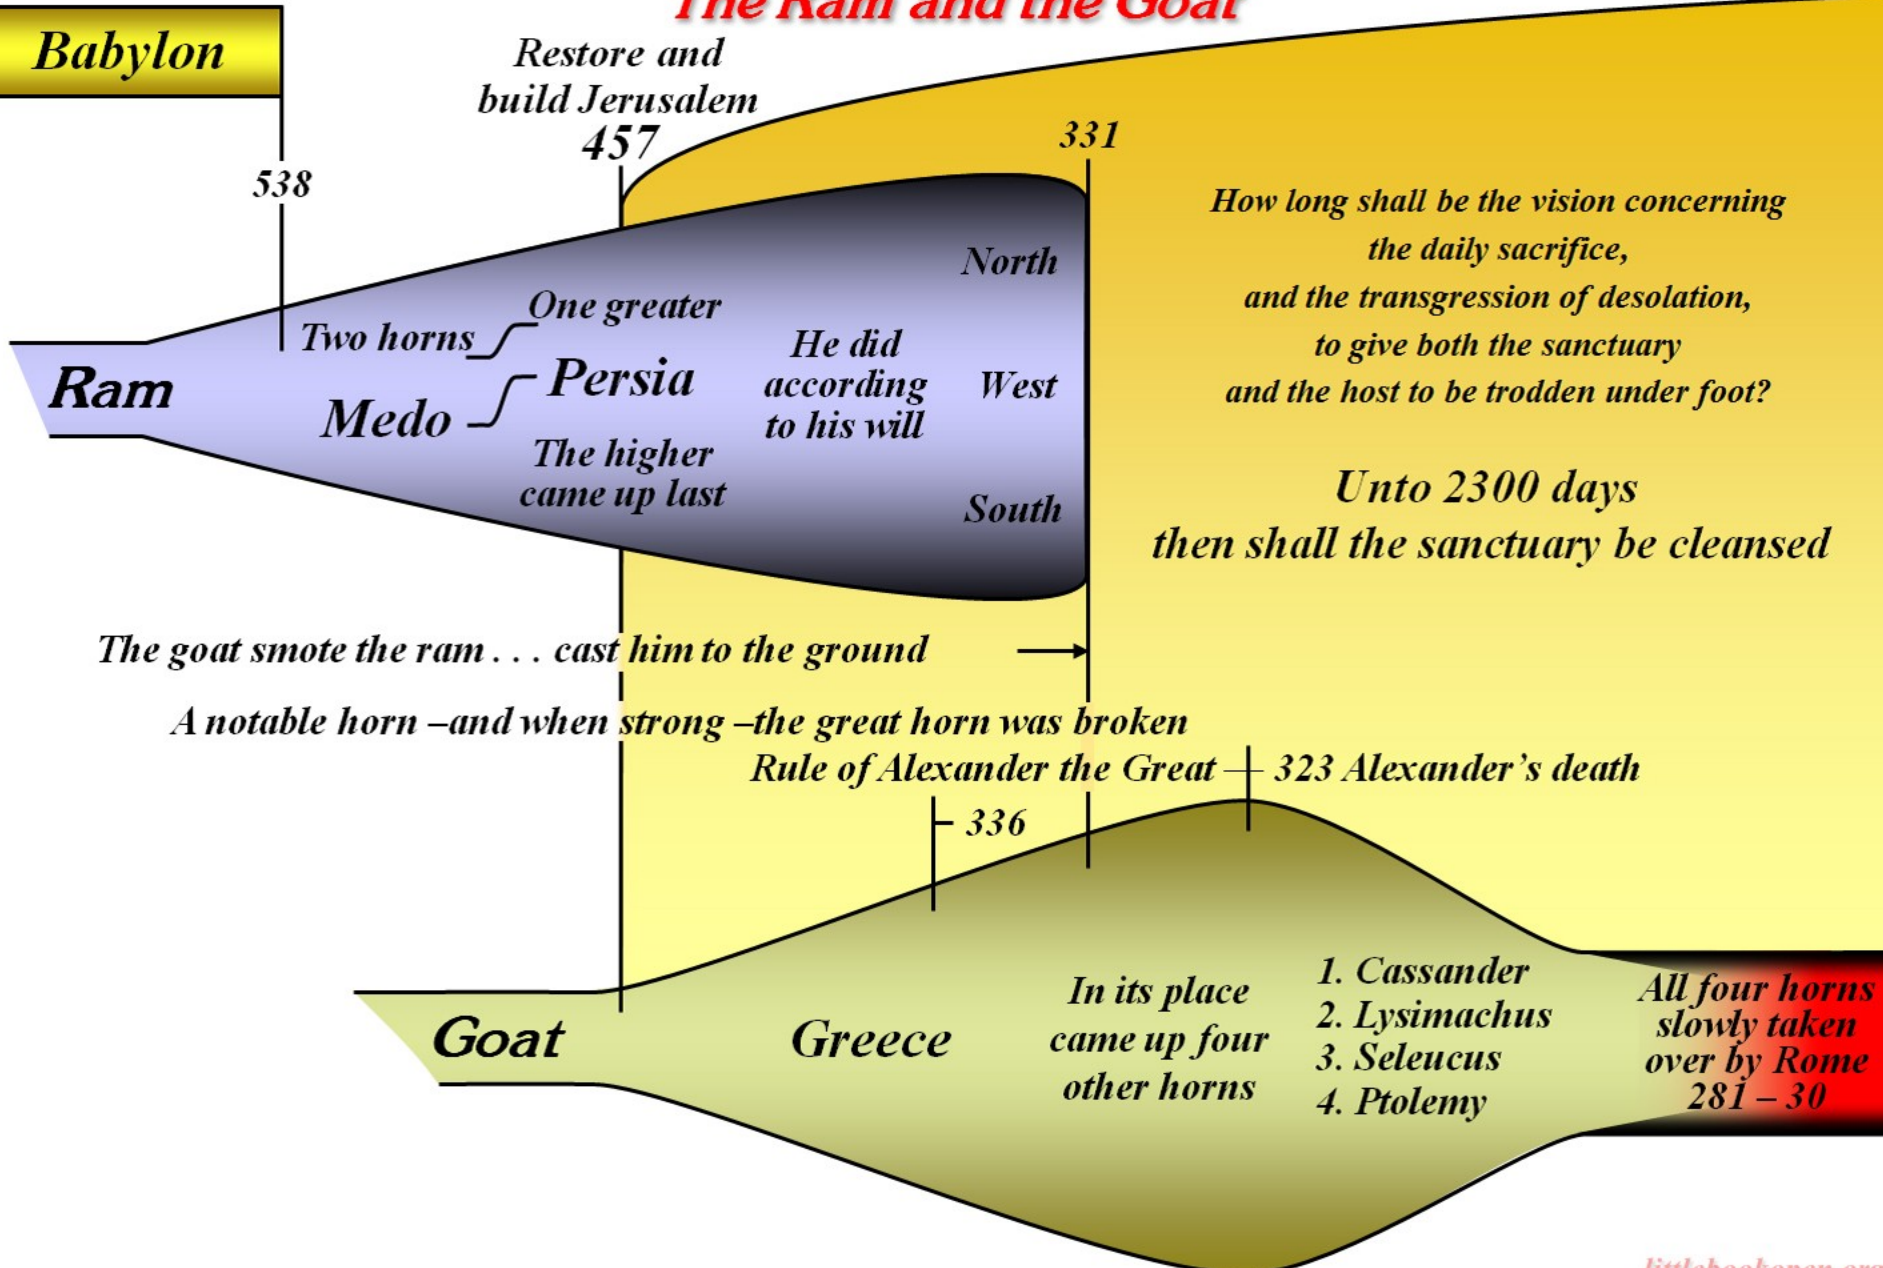 The Ram and the Goat
Babylon
Restore and
build Jerusalem
457
331
538
How long shall be the vision concerning
the daily sacrifice,
and the transgression of desolation,
to give both the sanctuary
and the host to be trodden under foot?
Unto 2300 days
then shall the sanctuary be cleansed
North
One greater
Two horns
He did
according
to his will
West
Persia
Ram
Medo
The higher
came up last
South
The goat smote the ram . . . cast him to the ground
A notable horn –and when strong –the great horn was broken
Rule of Alexander the Great
323 Alexander's death
336
Goat
Greece
In its place
came up four
other horns
1. Cassander
2. Lysimachus
3. Seleucus
4. Ptolemy
All four horns
slowly taken
over by Rome
281 – 30
littlebookopen.org